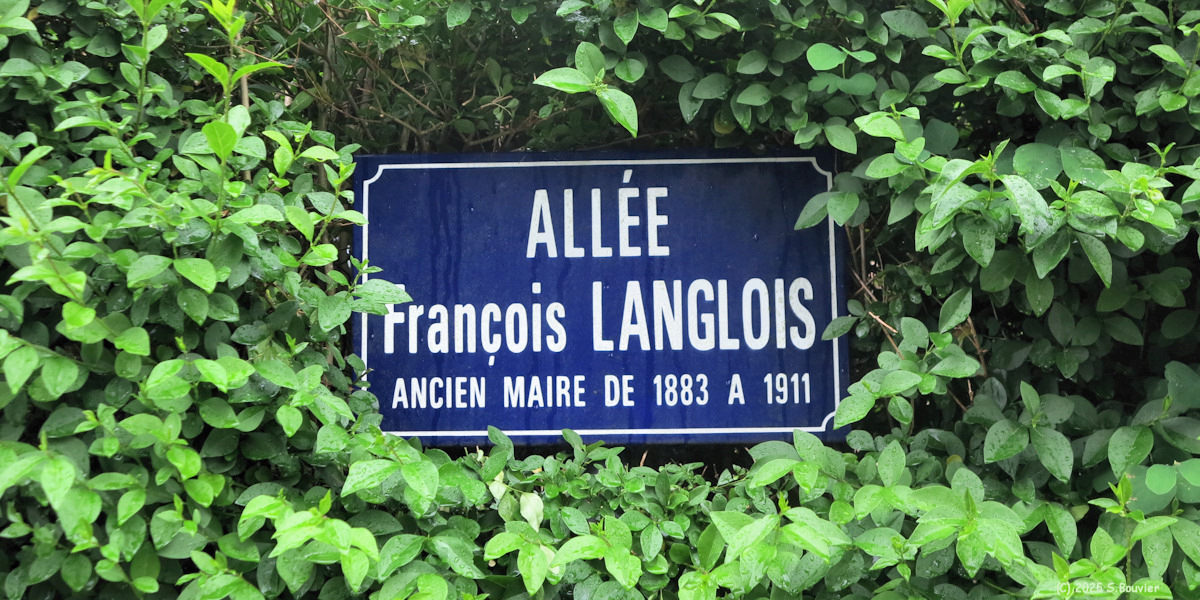 ALLÉE
François LANGLOIS
ANCIEN MAIRE DE 1883 A 1911
(C) 2025 S.Bouvier